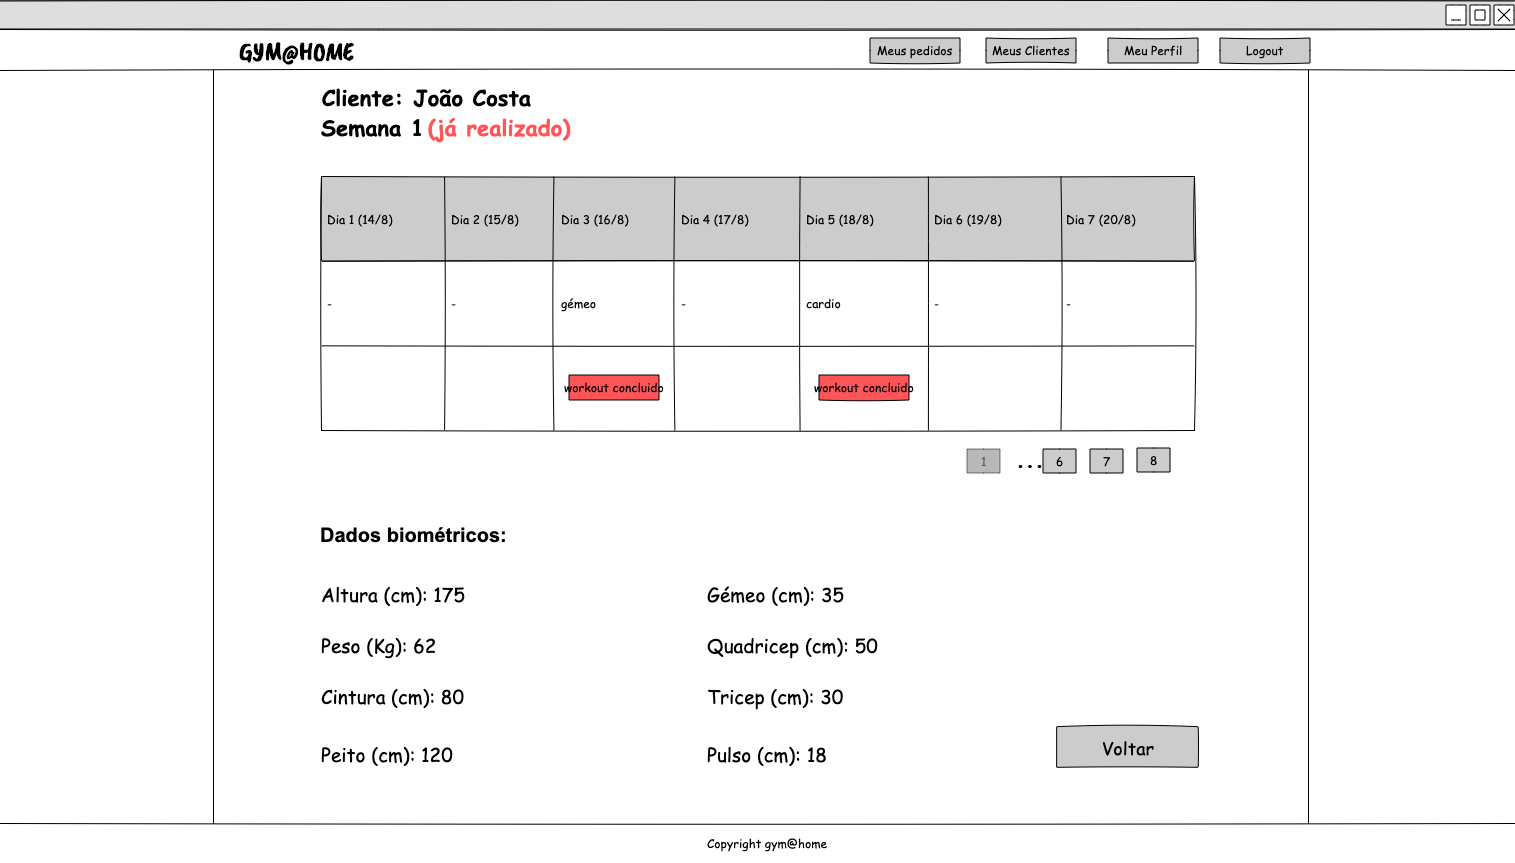 GYM@HOME
Meus pedidos Meus Clientes Meu Perfil Logout
Cliente: João Costa
Semana 1 (já realizado)
Dia 1 (14/8) Dia 2 (15/8) Dia 3 (16/8) Dia 4 (17/8) Dia 5 (18/8) Dia 6 (19/8) Dia 7 (20/8)
- - gémeo - cardio - -
workout concluido workout concluido
1 ... 6 7 8
Dados biométricos:
Altura (cm): 175 Gémeo (cm): 35
Peso (Kg): 62 Quadricep (cm): 50
Cintura (cm): 80 Tricep (cm): 30
Peito (cm): 120 Pulso (cm): 18
Voltar
Copyright gym@home